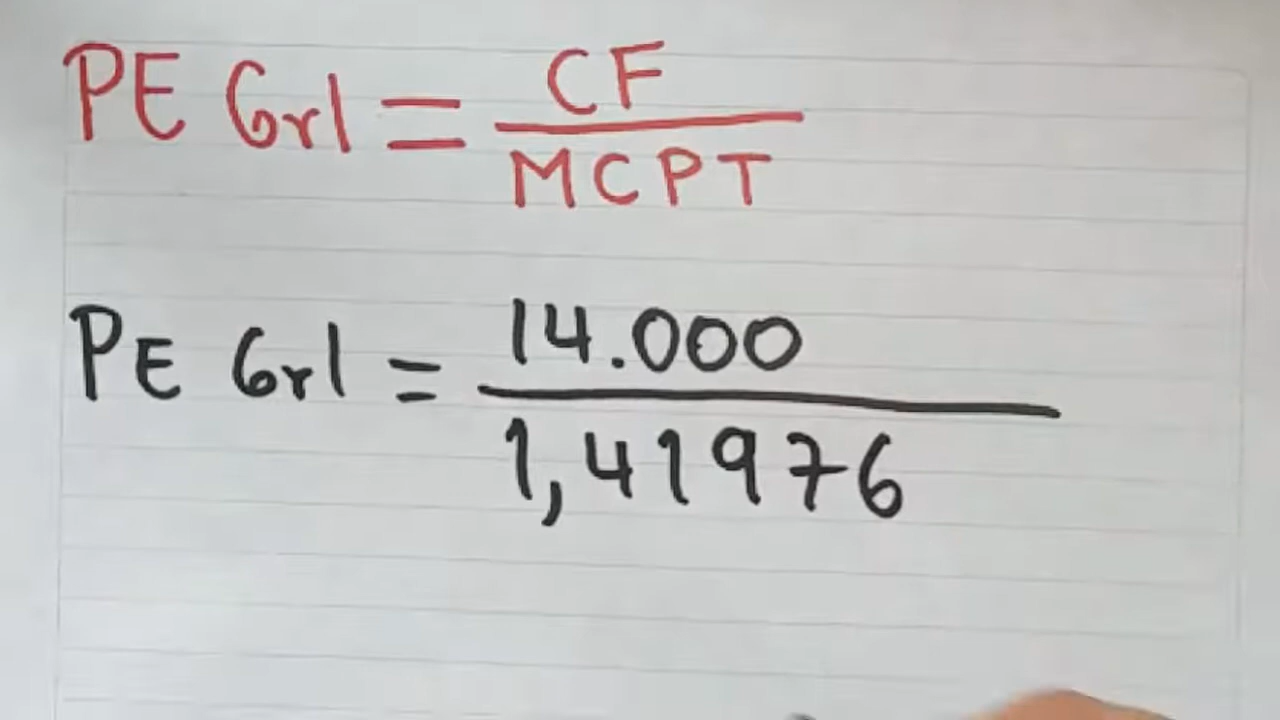 PE Grl = CF
MCPT
PE Grl = 14.000
1,41976